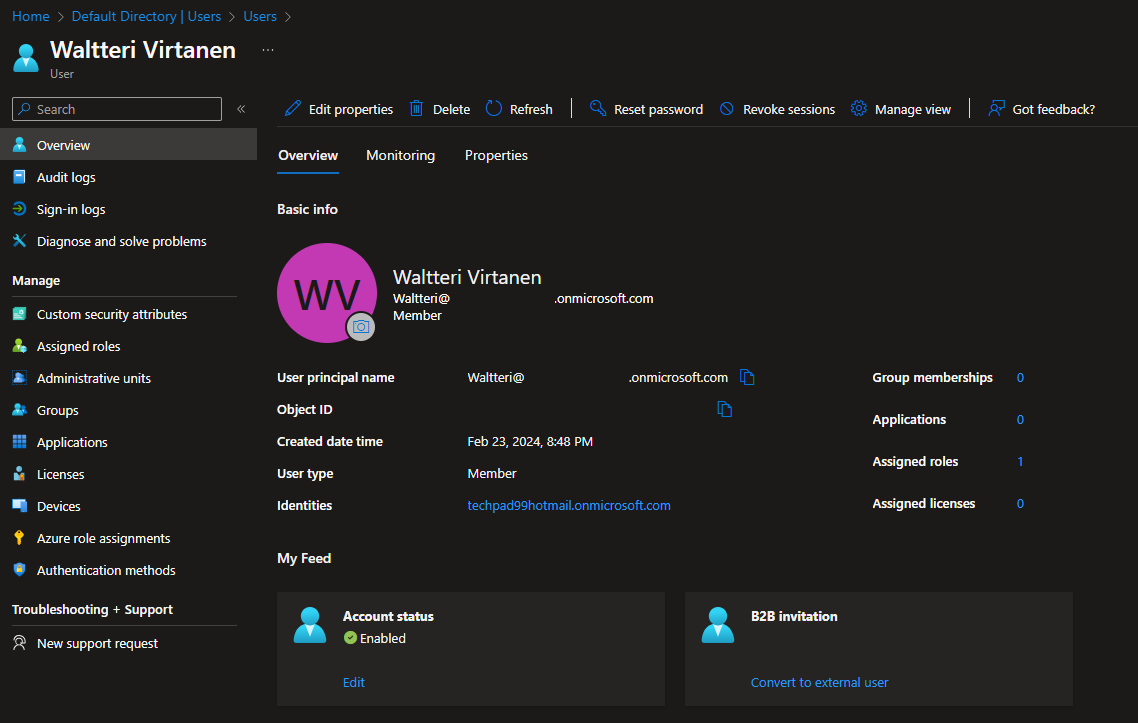 Home > Default Directory | Users > Users >
Waltteri Virtanen ...
User
Search «
Edit properties Delete Refresh | Reset password Revoke sessions Manage view | Got feedback?
Overview
Audit logs
Sign-in logs
Diagnose and solve problems
Manage
Custom security attributes
Assigned roles
Administrative units
Groups
Applications
Licenses
Devices
Azure role assignments
Authentication methods
Troubleshooting + Support
New support request
Overview Monitoring Properties
Basic info
WV
Waltteri Virtanen
Waltteri@ .onmicrosoft.com
Member
User principal name Waltteri@ .onmicrosoft.com
Object ID
Created date time Feb 23, 2024, 8:48 PM
User type Member
Identities techpad99hotmail.onmicrosoft.com
Group memberships 0
Applications 0
Assigned roles 1
Assigned licenses 0
My Feed
Account status
Enabled
Edit
B2B invitation
Convert to external user